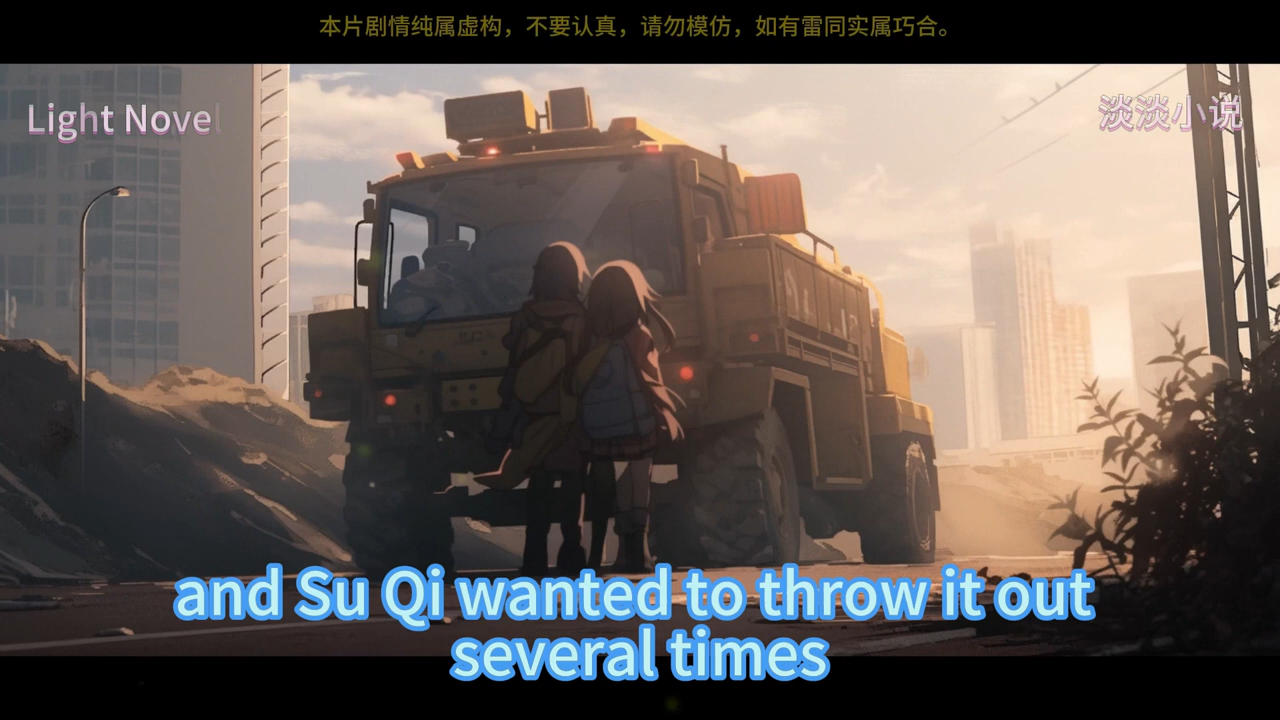 本片剧情纯属虚构，不要认真，请勿模仿，如有雷同实属巧合。
Light Novel
淡淡小说
and Su Qi wanted to throw it out
several times